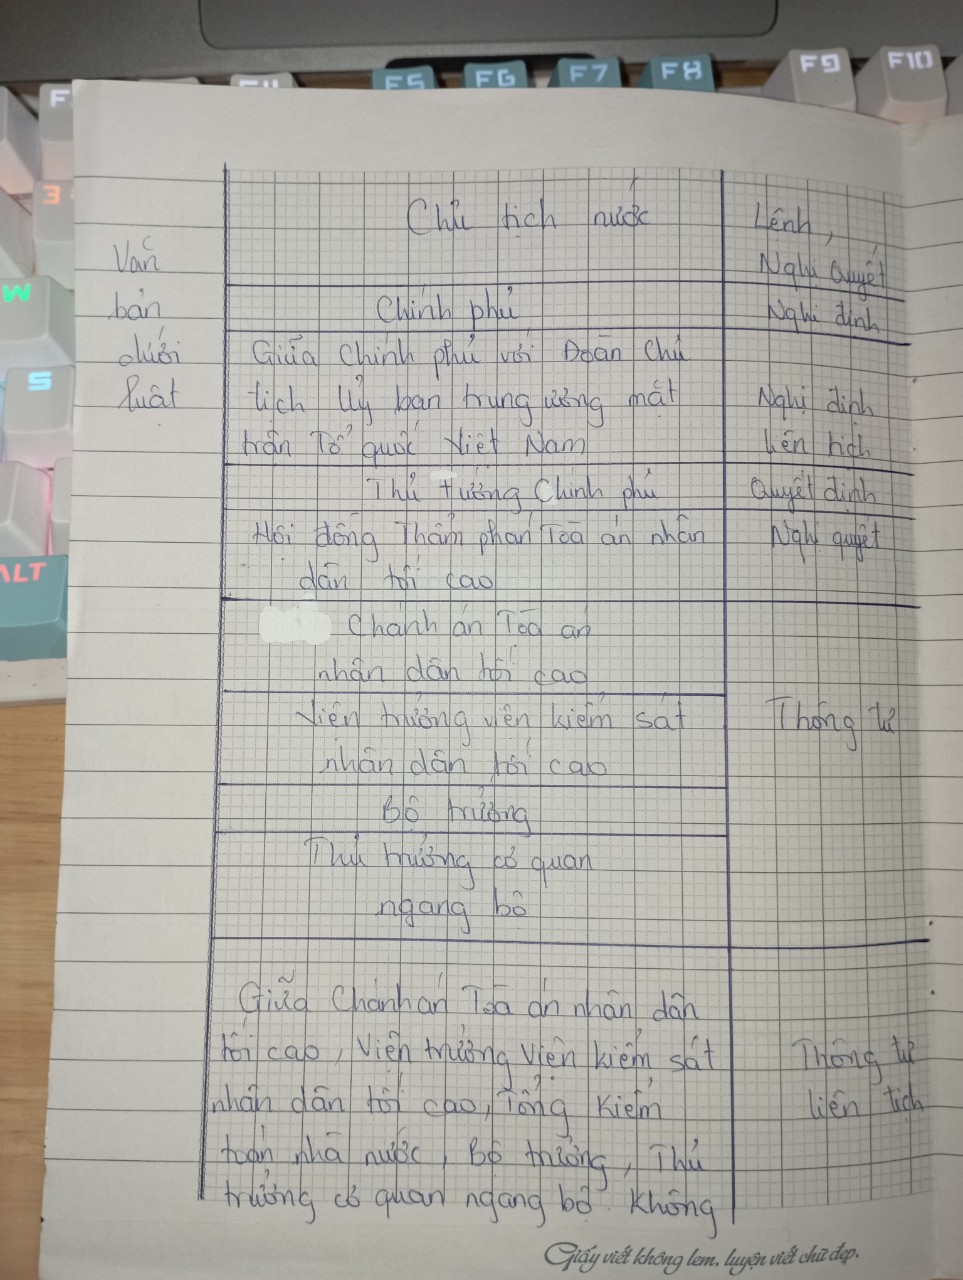 F5 F6 F7 F8 F9 F10
3
W
S
ALT
Chủ tịch nước
Lệnh,
Nghị Quyết
Văn
bản
dưới
luật
Chính phủ
Nghị định
Giữa Chính phủ với Đoàn Chủ
tịch Uỷ ban trung ương mặt
trận Tổ quốc Việt Nam
Nghị định
liên tịch
Thủ tướng Chính phủ
Quyết định
Hội đồng Thẩm phán Toà án nhân
dân tối cao
Nghị quyết
Chánh án Toà án
nhân dân tối cao
Viện trưởng viện kiểm sát
nhân dân tối cao
Thông tư
Bộ trưởng
Thủ trưởng cơ quan
ngang bộ
Giữa Chánh án Toà án nhân dân
tối cao, Viện trưởng Viện kiểm sát
nhân dân tối cao, Tổng Kiểm
toán nhà nước, Bộ trưởng, Thủ
trưởng cơ quan ngang bộ. Không
Thông tư
liên tịch
Giấy viết không lem, luyện viết chữ đẹp.